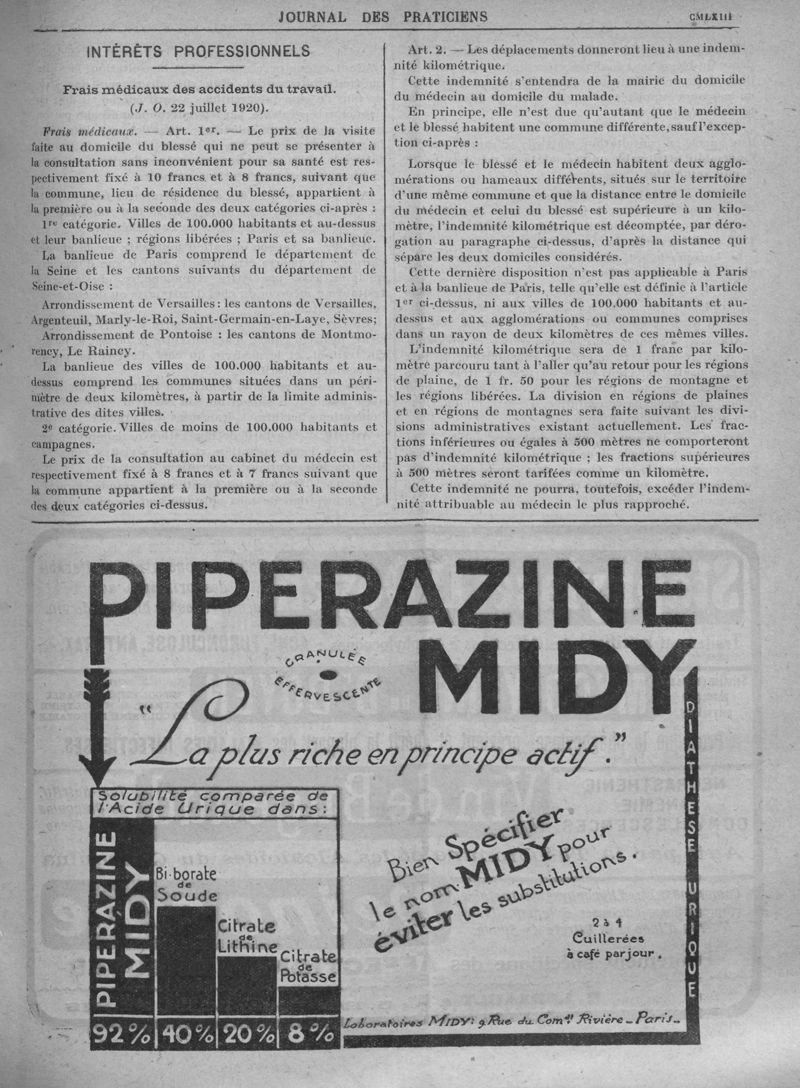 JOURNAL DES PRATICIENS
CMLXIII
INTÉRÊTS PROFESSIONNELS
Frais médicaux des accidents du travail.
(J. O. 22 juillet 1920).
Frais médicaux. — Art. 1er. — Le prix de la visite
faite au domicile du blessé qui ne peut se présenter à
la consultation sans inconvénient pour sa santé est res-
pectivement fixé à 10 francs et à 8 francs, suivant que
la commune, lieu de résidence du blessé, appartient à
la première ou à la seconde des deux catégories ci-après :
1re catégorie. Villes de 100.000 habitants et au-dessus
et leur banlieue ; régions libérées ; Paris et sa banlieue.
La banlieue de Paris comprend le département de
la Seine et les cantons suivants du département de
Seine-et-Oise :
Arrondissement de Versailles : les cantons de Versailles,
Argenteuil, Marly-le-Roi, Saint-Germain-en-Laye, Sèvres;
Arrondissement de Pontoise : les cantons de Montmo-
rency, Le Raincy.
La banlieue des villes de 100.000 habitants et au-
dessus comprend les communes situées dans un péri-
mètre de deux kilomètres, à partir de la limite adminis-
trative des dites villes.
2e catégorie. Villes de moins de 100.000 habitants et
campagnes.
Le prix de la consultation au cabinet du médecin est
respectivement fixé à 8 francs et à 7 francs suivant que
la commune appartient à la première ou à la seconde
des deux catégories ci-dessus.
Art. 2. — Les déplacements donneront lieu à une indem-
nité kilométrique.
Cette indemnité s'entendra de la mairie du domicile
du médecin au domicile du malade.
En principe, elle n'est due qu'autant que le médecin
et le blessé habitent une commune différente, sauf l'excep-
tion ci-après :
Lorsque le blessé et le médecin habitent deux agglo-
mérations ou hameaux différents, situés sur le territoire
d'une même commune et que la distance entre le domicile
du médecin et celui du blessé est supérieure à un kilo-
mètre, l'indemnité kilométrique est décomptée, par déro-
gation au paragraphe ci-dessus, d'après la distance qui
sépare les deux domiciles considérés.
Cette dernière disposition n'est pas applicable à Paris
et à la banlieue de Paris, telle qu'elle est définie à l'article
1er ci-dessus, ni aux villes de 100.000 habitants et au-
dessus et aux agglomérations ou communes comprises
dans un rayon de deux kilomètres de ces mêmes villes.
L'indemnité kilométrique sera de 1 franc par kilo-
mètre parcouru tant à l'aller qu'au retour pour les régions
de plaine, de 1 fr. 50 pour les régions de montagne et
les régions libérées. La division en régions de plaines
et en régions de montagnes sera faite suivant les divi-
sions administratives existant actuellement. Les frac-
tions inférieures ou égales à 500 mètres ne comporteront
pas d'indemnité kilométrique ; les fractions supérieures
à 500 mètres seront tarifées comme un kilomètre.
Cette indemnité ne pourra, toutefois, excéder l'indem-
nité attribuable au médecin le plus rapproché.
PIPERAZINE
MIDY
GRANULÉE
EFFERVESCENTE
"La plus riche en principe actif."
Solubilité comparée de
l'Acide Urique dans :
PIPERAZINE
MIDY
Bi-borate
de
Soude
Citrate
de
Lithine
Citrate
de
Potasse
92% 40% 20% 8%
Bien Spécifier
le nom MIDY pour
éviter les substitutions.
2 à 4
Cuillerées
à café par jour.
DIATHESE URIQUE
Laboratoires MIDY : 9 Rue du Comt Rivière - Paris -